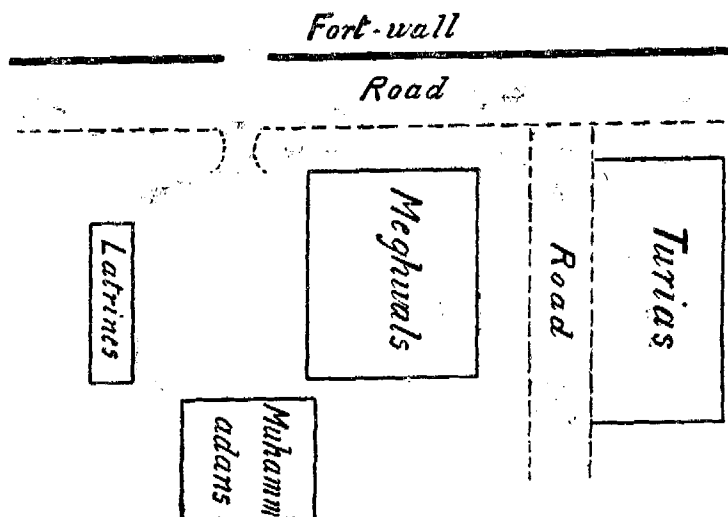 Fort-wall
Road
Meghwals
Road
Turias
Latrines
Muhamm
adans